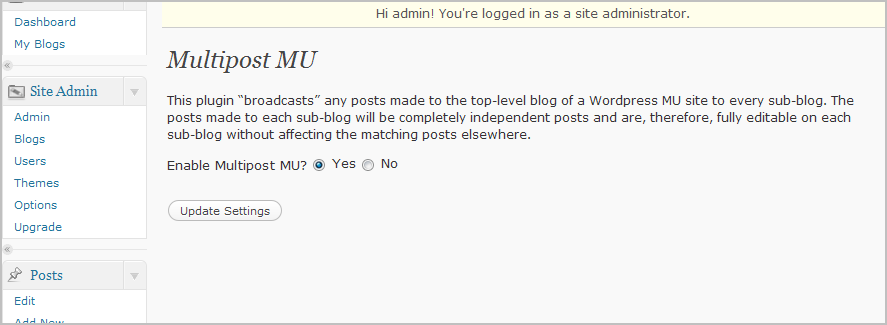 Hi admin! You're logged in as a site administrator.
Dashboard
My Blogs
Site Admin
Admin
Blogs
Users
Themes
Options
Upgrade
Posts
Edit
Add New
Multipost MU
This plugin “broadcasts” any posts made to the top-level blog of a Wordpress MU site to every sub-blog. The
posts made to each sub-blog will be completely independent posts and are, therefore, fully editable on each
sub-blog without affecting the matching posts elsewhere.
Enable Multipost MU? Yes No
Update Settings